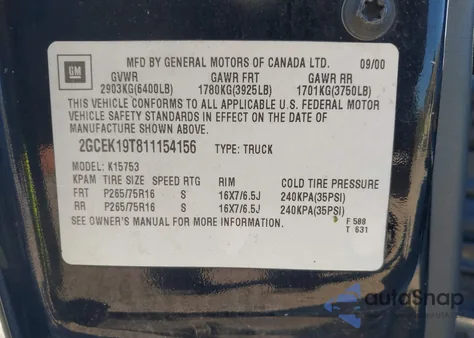 GM
MFD BY GENERAL MOTORS OF CANADA LTD. 09/00
GVWR GAWR FRT GAWR RR
2903KG(6400LB) 1780KG(3925LB) 1701KG(3750LB)
THIS VEHICLE CONFORMS TO ALL APPLICABLE U.S. FEDERAL MOTOR
VEHICLE SAFETY STANDARDS IN EFFECT ON THE DATE OF
MANUFACTURE SHOWN ABOVE.
2GCEK19T811154156 TYPE: TRUCK
MODEL: K15753
KPAM TIRE SIZE SPEED RTG RIM COLD TIRE PRESSURE
FRT P265/75R16 S 16X7/6.5J 240KPA(35PSI)
RR P265/75R16 S 16X7/6.5J 240KPA(35PSI)
SEE OWNER'S MANUAL FOR MORE INFORMATION. F 588
T 631
autoSnap